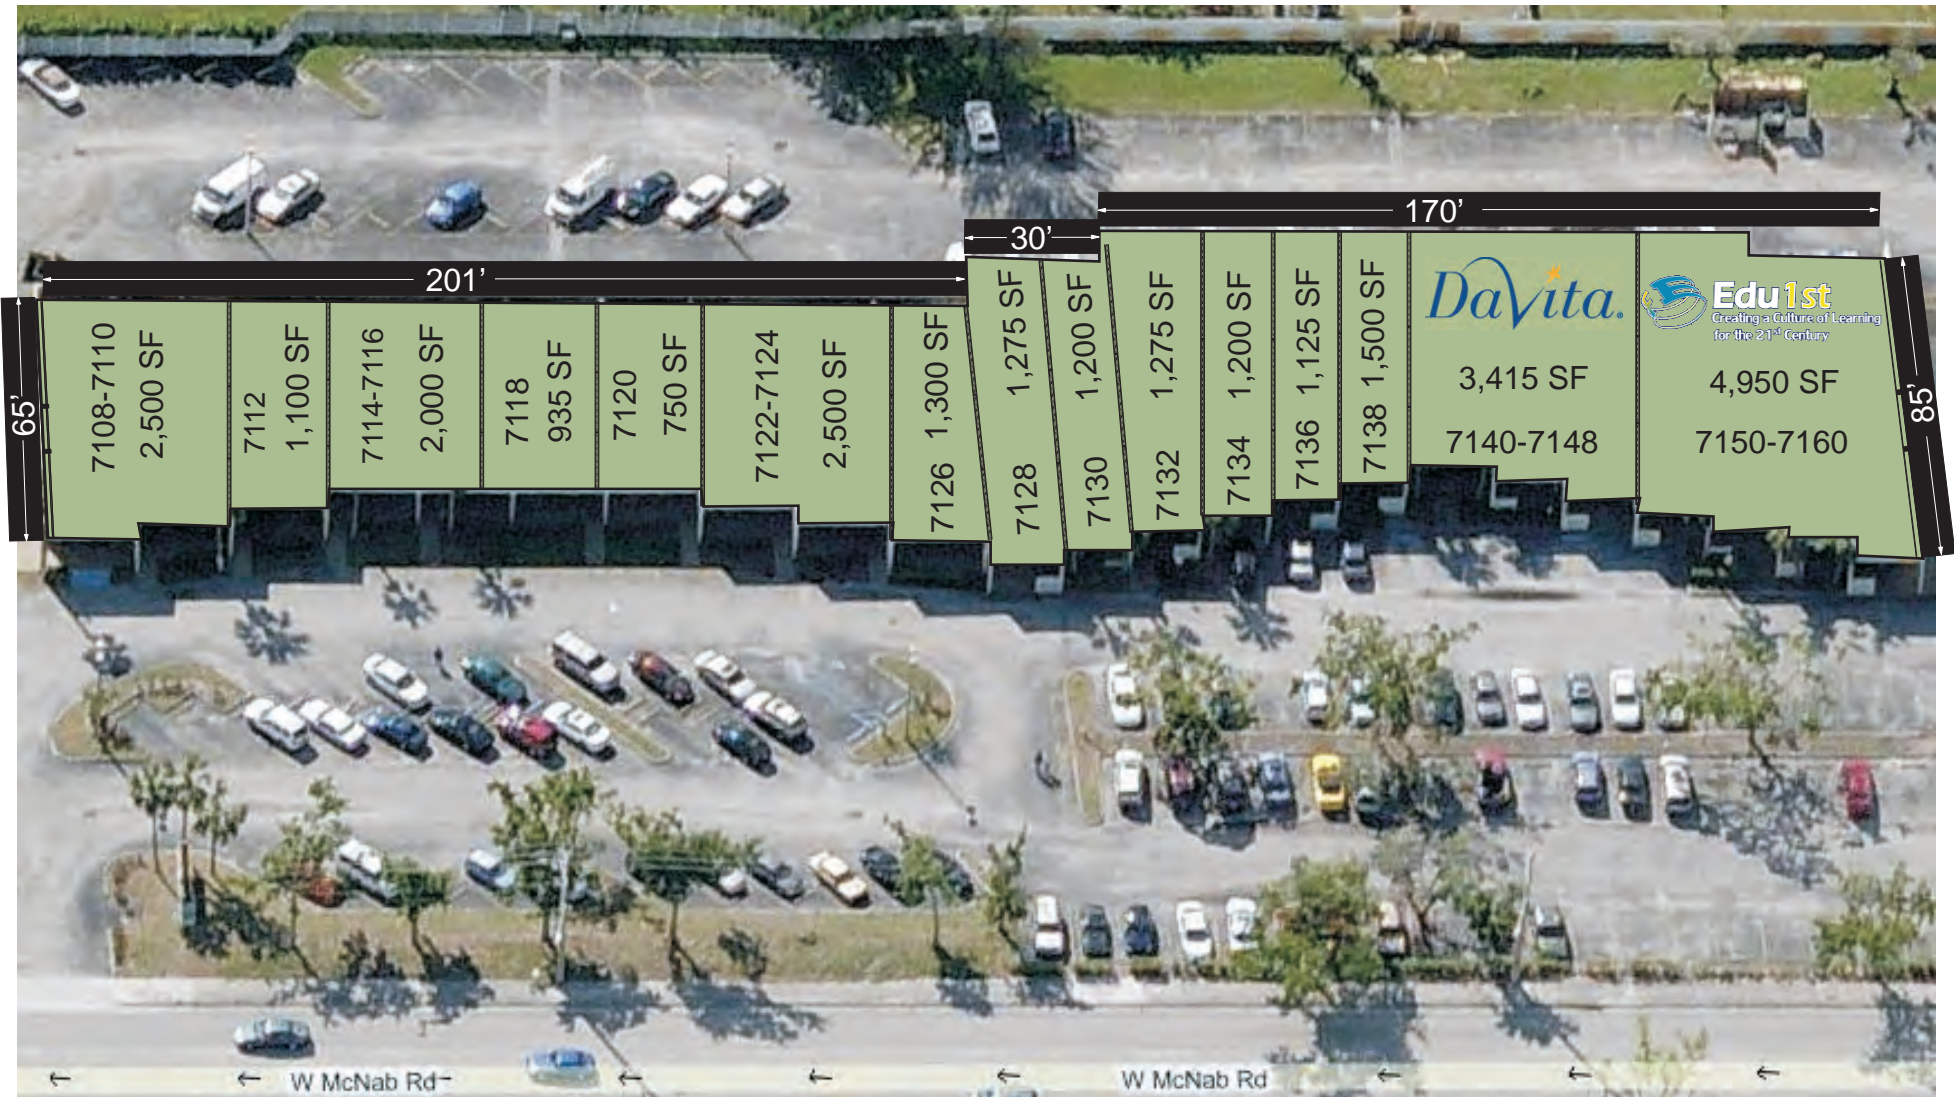 170’
30’
201’
65’
7108-7110
2,500 SF
7112
1,100 SF
7114-7116
2,000 SF
7118
935 SF
7120
750 SF
7122-7124
2,500 SF
7126 1,300 SF
7128 1,275 SF
7130 1,200 SF
7132 1,275 SF
7134 1,200 SF
7136 1,125 SF
7138 1,500 SF
DaVita.
3,415 SF
7140-7148
Edu1st
Creating a Culture of Learning
for the 21st Century
4,950 SF
7150-7160
85’
W McNab Rd
W McNab Rd